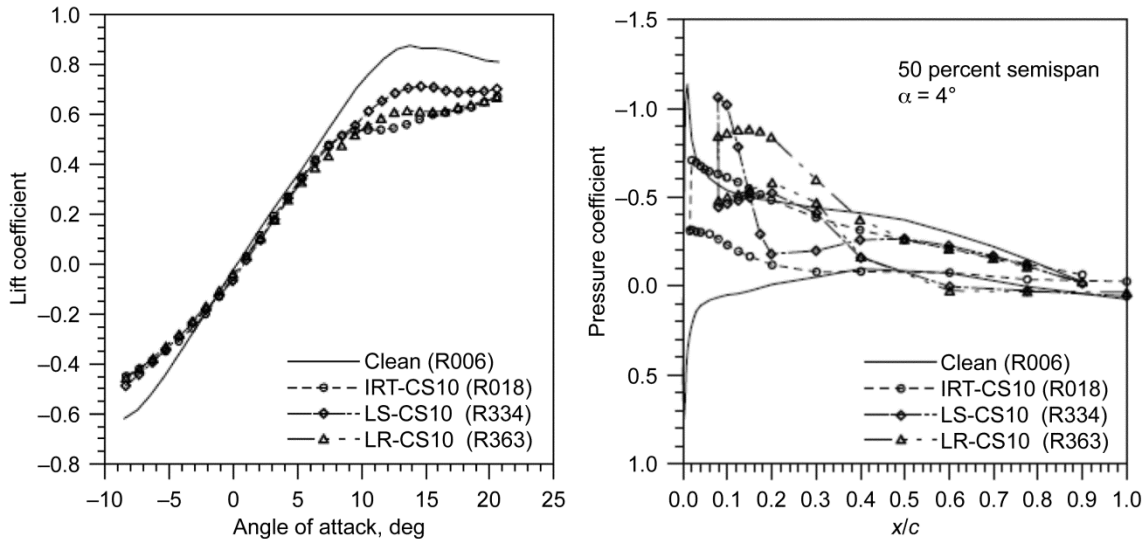 1.0
0.8
0.6
0.4
0.2
0.0
–0.2
–0.4
–0.6
–0.8
Lift coefficient
–10
–5
0
5
10
15
20
25
Angle of attack, deg
Clean (R006)
IRT-CS10 (R018)
LS-CS10 (R334)
LR-CS10 (R363)
–1.5
–1.0
–0.5
0.0
0.5
1.0
Pressure coefficient
50 percent semispan
α = 4°
Clean (R006)
IRT-CS10 (R018)
LS-CS10 (R334)
LR-CS10 (R363)
0.0
0.1
0.2
0.3
0.4
0.5
0.6
0.7
0.8
0.9
1.0
x/c